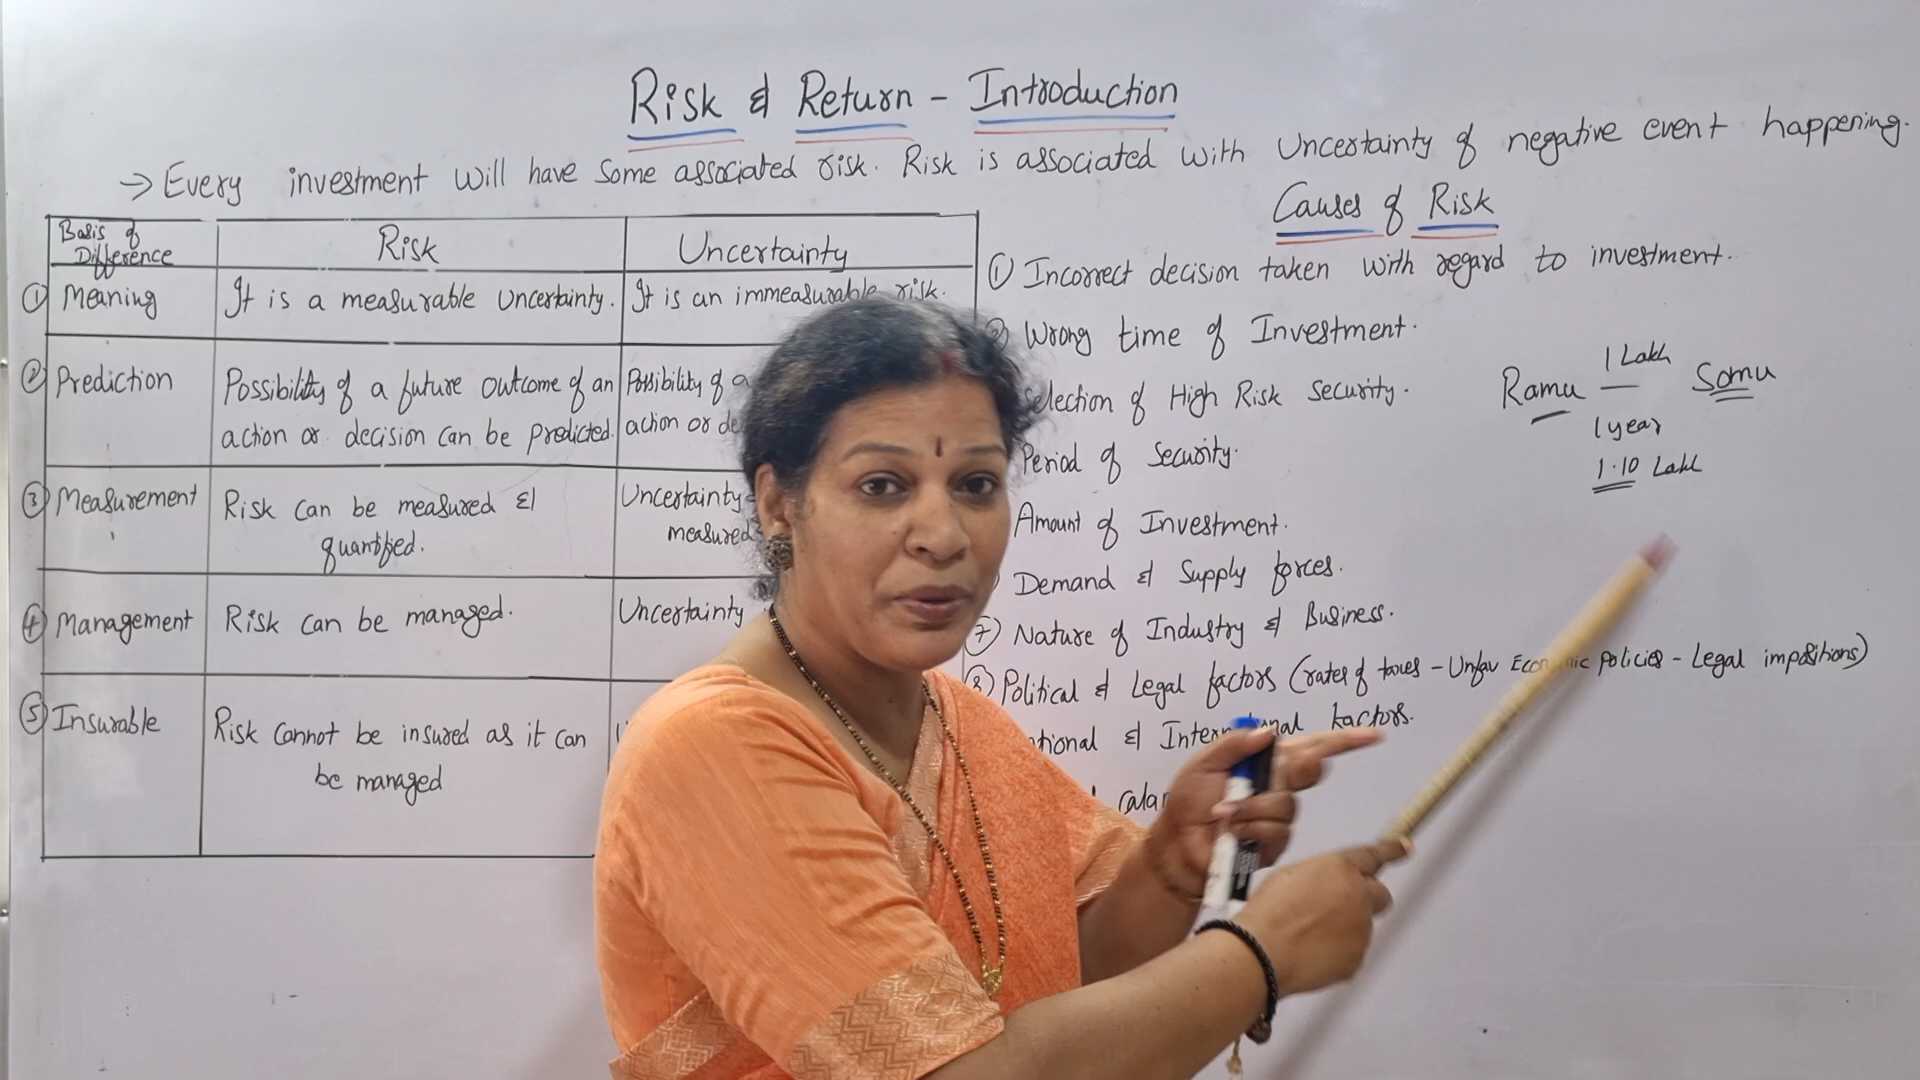 Risk & Return - Introduction
→ Every investment will have some associated risk. Risk is associated with Uncertainty of negative event happening.
Basis of Difference
Risk
Uncertainty
① Meaning
It is a measurable Uncertainty.
It is an immeasurable risk.
② Prediction
Possibility of a future outcome of an
action or decision can be predicted.
Possibility of a
action or
③ Measurement
Risk can be measured &
quantified.
Uncertainty
measured
④ Management
Risk can be managed.
Uncertainty
⑤ Insurable
Risk cannot be insured as it can
be managed
Causes of Risk
① Incorrect decision taken with regard to investment.
Wrong time of Investment.
Selection of High Risk Security.
Period of Security.
Amount of Investment.
Demand & Supply forces.
⑦ Nature of Industry & Business.
⑧ Political & Legal factors (rates of taxes - Unfav Economic policies - Legal impositions)
& International factors.
Ramu — 1 Lakh Somu
1 year
1.10 Lakh